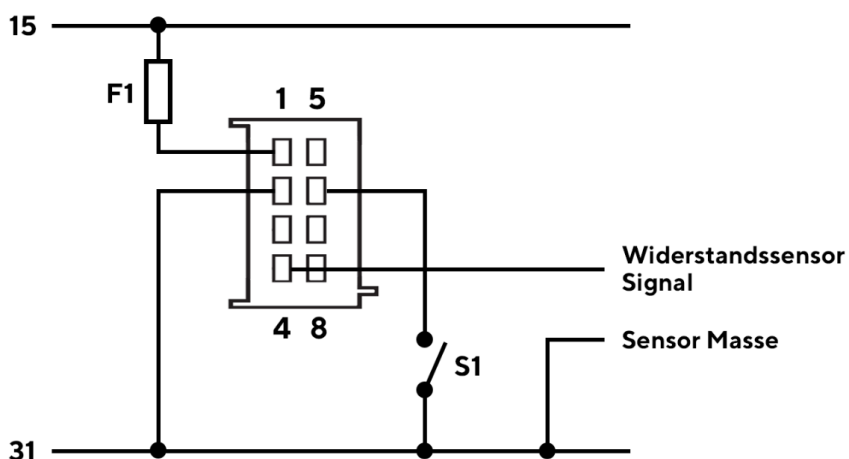 15
F1
1 5
Widerstandssensor
Signal
4 8
Sensor Masse
S1
31